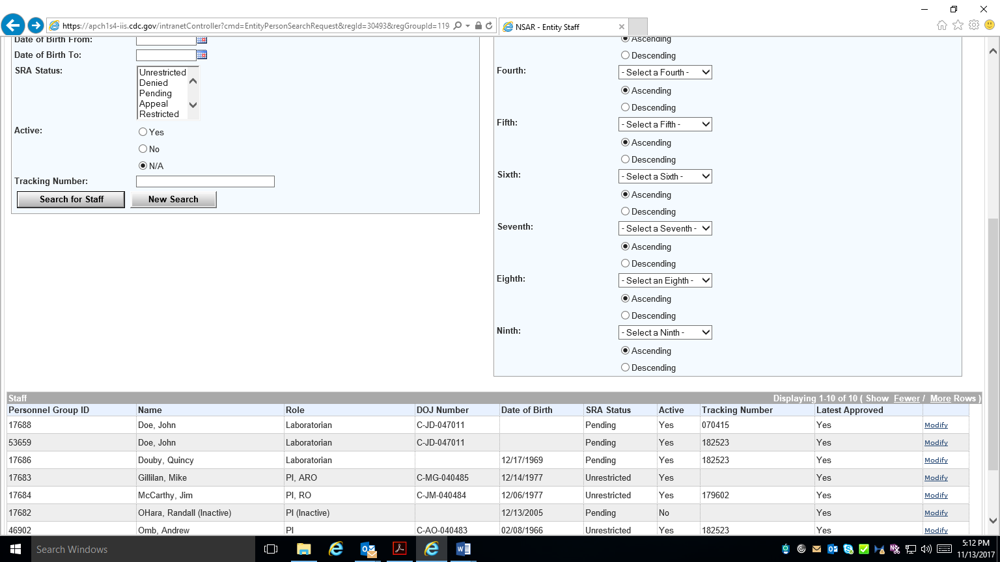 https://apch1s4-iis.cdc.gov/intranetController?cmd=EntityPersonSearchRequest&regId=30493&regGroupId=119
NSAR - Entity Staff
Date of Birth From:
Date of Birth To:
SRA Status:
Unrestricted
Denied
Pending
Appeal
Restricted
Active:
Yes
No
N/A
Tracking Number:
Search for Staff New Search
Ascending
Descending
Fourth: - Select a Fourth -
Ascending
Descending
Fifth: - Select a Fifth -
Ascending
Descending
Sixth: - Select a Sixth -
Ascending
Descending
Seventh: - Select a Seventh -
Ascending
Descending
Eighth: - Select an Eighth -
Ascending
Descending
Ninth: - Select a Ninth -
Ascending
Descending
Staff Displaying 1-10 of 10 ( Show Fewer / More Rows )
Personnel Group ID Name Role DOJ Number Date of Birth SRA Status Active Tracking Number Latest Approved
17688 Doe, John Laboratorian C-JD-047011 Pending Yes 070415 Yes Modify
53659 Doe, John Laboratorian C-JD-047011 Pending Yes 182523 Yes Modify
17686 Douby, Quincy Laboratorian 12/17/1969 Pending Yes 182523 Yes Modify
17683 Gillilan, Mike PI, ARO C-MG-040485 12/14/1977 Unrestricted Yes Yes Modify
17684 McCarthy, Jim PI, RO C-JM-040484 12/06/1977 Unrestricted Yes 179602 Yes Modify
17682 OHara, Randall (Inactive) PI (Inactive) 12/13/2005 Pending No Yes Modify
46902 Omb, Andrew PI C-AO-040483 02/08/1966 Unrestricted Yes 182523 Yes Modify
Search Windows
5:12 PM
11/13/2017